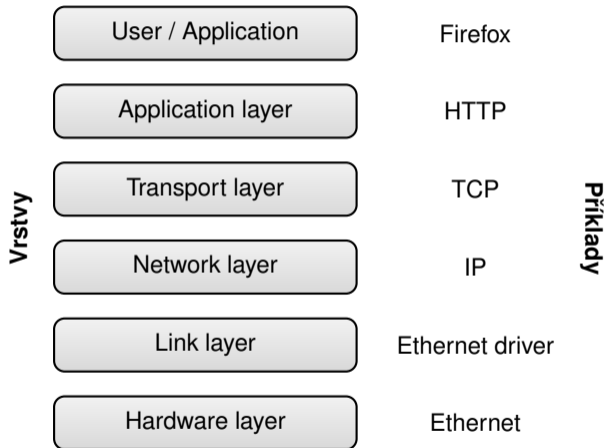 Vrstvy
User / Application
Firefox
Application layer
HTTP
Transport layer
TCP
Network layer
IP
Link layer
Ethernet driver
Hardware layer
Ethernet
Příklady